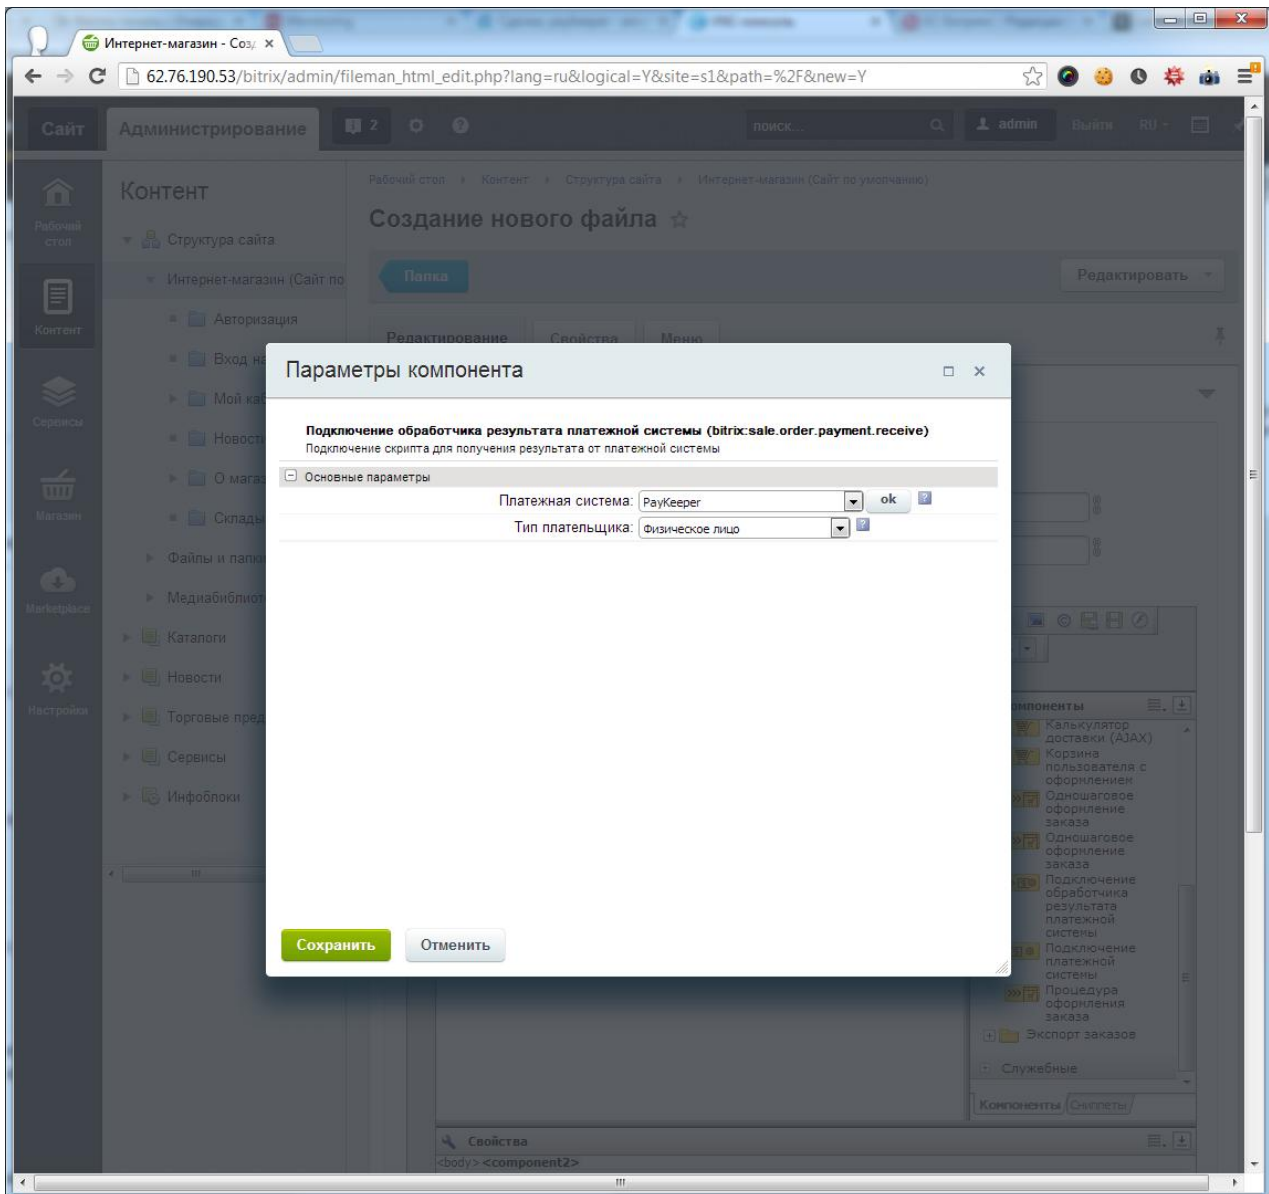 Интернет-магазин - Соз
62.76.190.53/bitrix/admin/fileman_html_edit.php?lang=ru&logical=Y&site=s1&path=%2F&new=Y
Сайт
Администрирование
2
поиск...
admin
Выйти
RU
Рабочий
стол
Контент
Сервисы
Магазин
Marketplace
Настройки
Контент
Структура сайта
Интернет-магазин (Сайт по
Авторизация
Вход на
Мой каб
Новости
О магаз
Склады
Файлы и папки
Медиабиблиот
Каталоги
Новости
Торговые пред
Сервисы
Инфоблоки
Рабочий стол Контент Структура сайта Интернет-магазин (Сайт по умолчанию)
Создание нового файла
Папка
Редактировать
Редактирование
Свойства
Меню
Параметры компонента
Подключение обработчика результата платежной системы (bitrix:sale.order.payment.receive)
Подключение скрипта для получения результата от платежной системы
Основные параметры
Платежная система: PayKeeper ok ?
Тип плательщика: Физическое лицо ?
Сохранить
Отменить
омпоненты
Калькулятор
доставки (AJAX)
Корзина
пользователя с
оформлением
Одношаговое
оформление
заказа
Одношаговое
оформление
заказа
Подключение
обработчика
результата
платежной
системы
Подключение
платежной
системы
Процедура
оформления
заказа
Экспорт заказов
Служебные
Компоненты
Сниппеты
Свойства
<body> <component2>